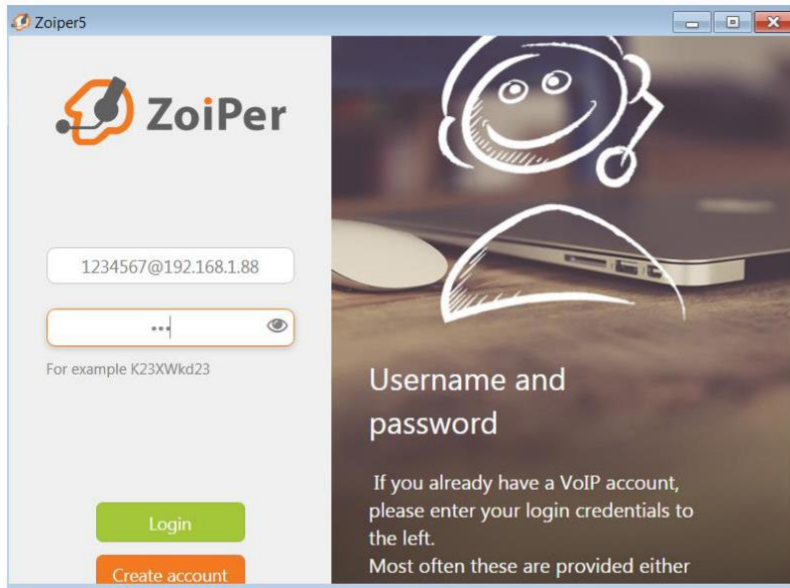 Zoiper5
ZoiPer
1234567@192.168.1.88
•••
For example K23XWkd23
Login
Create account
Username and
password
If you already have a VoIP account,
please enter your login credentials to
the left.
Most often these are provided either